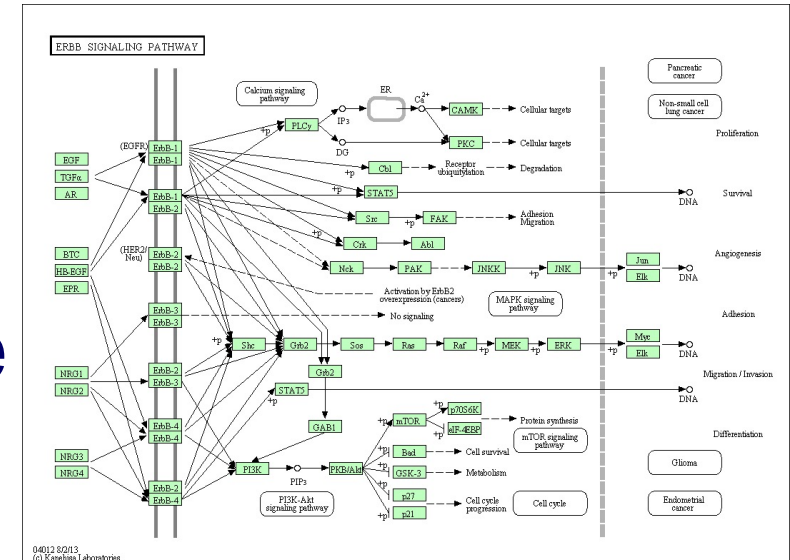 ERBB SIGNALING PATHWAY
Calcium signaling
pathway
ER
Ca2+
IP3
DG
PLCγ
+p
CAMK
Cellular targets
PKC
Cellular targets
Pancreatic
cancer
Non-small cell
lung cancer
Proliferation
(EGFR)
ErbB-1
ErbB-1
EGF
TGFα
AR
ErbB-1
ErbB-2
Cbl
Receptor
ubiquitylation
Degradation
+p
STAT5
DNA
Survival
+p
Src
+p
FAK
Adhesion
Migration
+p
Crk
Abl
BTC
HB-EGF
EPR
(HER2/
Neu)
ErbB-2
ErbB-2
Nck
PAK
JNKK
JNK
+p
Jun
Elk
DNA
Angiogenesis
Activation by ErbB2
overexpression (cancers)
MAPK signaling
pathway
ErbB-3
ErbB-3
No signaling
Adhesion
+p
Shc
Grb2
Sos
Ras
Raf
+p
MEK
+p
ERK
+p
Myc
Elk
DNA
NRG1
NRG2
ErbB-2
ErbB-3
Grb2
Migration / Invasion
+p
STAT5
DNA
ErbB-4
ErbB-4
GAB1
+p
mTOR
+p
p70S6K
+p
eIF-4EBP
Protein synthesis
mTOR signaling
pathway
Differentiation
NRG3
NRG4
+p
Bad
Cell survival
PI3K
PIP3
PKB/Akt
+p
GSK-3
Metabolism
Glioma
ErbB-2
ErbB-4
PI3K-Akt
signaling pathway
+p
p27
+p
p21
Cell cycle
progression
Cell cycle
Endometrial
cancer
04012 8/2/13
(c) Kanehisa Laboratories
e